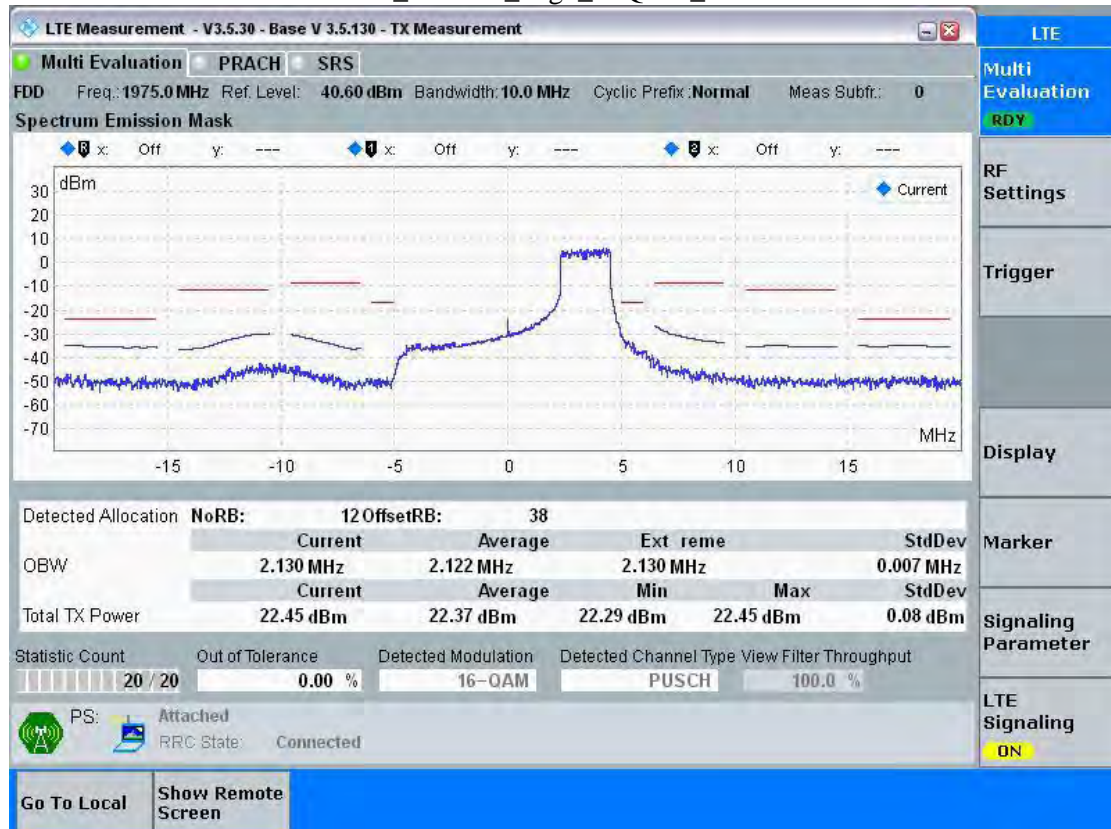 LTE Measurement - V3.5.30 - Base V 3.5.130 - TX Measurement
LTE
Multi Evaluation PRACH SRS
Multi Evaluation
RDY
FDD Freq.: 1975.0 MHz Ref. Level: 40.60 dBm Bandwidth: 10.0 MHz Cyclic Prefix : Normal Meas Subfr.: 0
Spectrum Emission Mask
R x: Off y: --- 1 x: Off y: --- 2 x: Off y: ---
dBm
Current
30
20
10
0
-10
-20
-30
-40
-50
-60
-70
MHz
-15 -10 -5 0 5 10 15
RF Settings
Trigger
Display
Marker
Signaling Parameter
LTE Signaling
ON
Detected Allocation NoRB: 12 OffsetRB: 38
Current Average Ext reme StdDev
OBW 2.130 MHz 2.122 MHz 2.130 MHz 0.007 MHz
Current Average Min Max StdDev
Total TX Power 22.45 dBm 22.37 dBm 22.29 dBm 22.45 dBm 0.08 dBm
Statistic Count Out of Tolerance Detected Modulation Detected Channel Type View Filter Throughput
20 / 20 0.00 % 16-QAM PUSCH 100.0 %
PS: Attached
RRC State: Connected
Go To Local Show Remote Screen